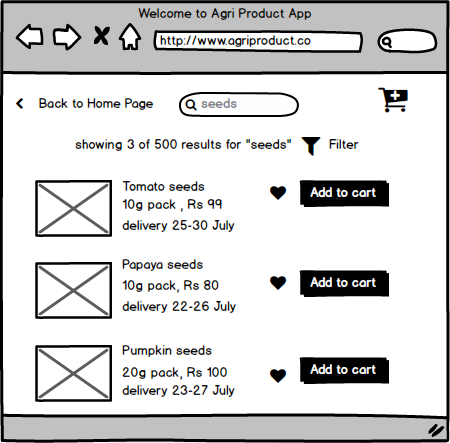 Welcome to Agri Product App
http://www.agriproduct.co
Back to Home Page
seeds
showing 3 of 500 results for "seeds"
Filter
Tomato seeds
10g pack , Rs 99
delivery 25-30 July
Add to cart
Papaya seeds
10g pack, Rs 80
delivery 22-26 July
Add to cart
Pumpkin seeds
20g pack, Rs 100
delivery 23-27 July
Add to cart